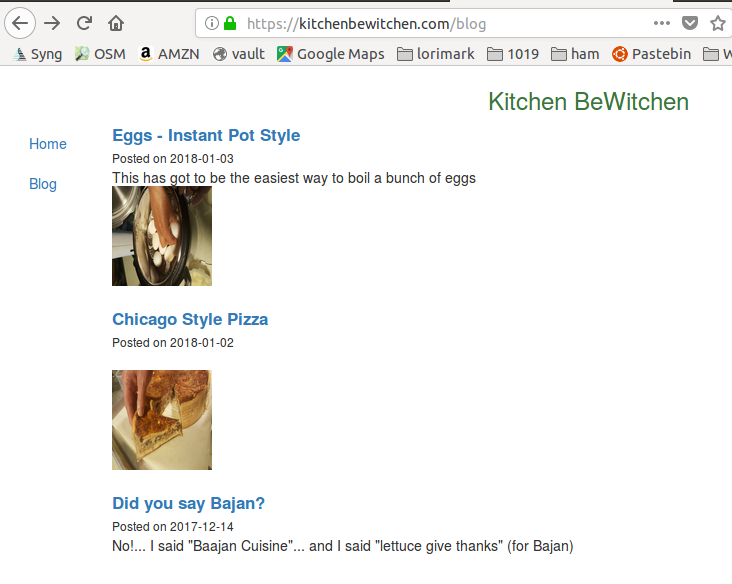 https://kitchenbewitchen.com/blog
Syng OSM AMZN vault Google Maps lorimark 1019 ham Pastebin W
Kitchen BeWitchen
Home
Blog
Eggs - Instant Pot Style
Posted on 2018-01-03
This has got to be the easiest way to boil a bunch of eggs
Chicago Style Pizza
Posted on 2018-01-02
Did you say Bajan?
Posted on 2017-12-14
No!... I said "Baajan Cuisine"... and I said "lettuce give thanks" (for Bajan)